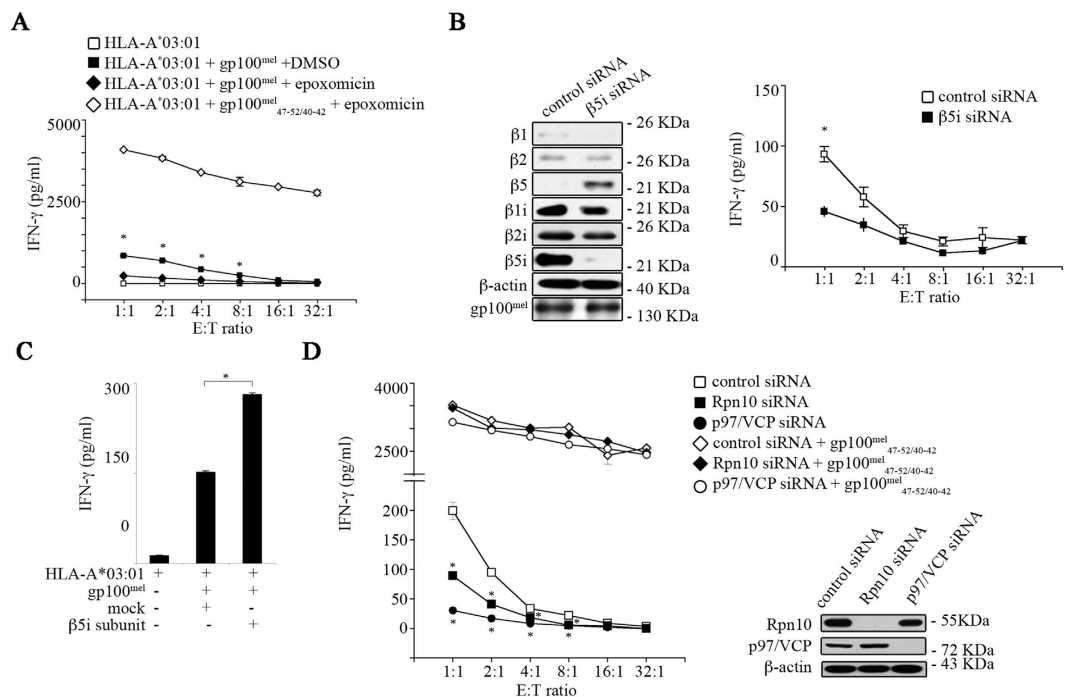 A
HLA-A*03:01
HLA-A*03:01 + gp100mel +DMSO
HLA-A*03:01 + gp100mel + epoxomicin
HLA-A*03:01 + gp100mel 47-52/40-42 + epoxomicin
IFN-γ (pg/ml)
5000
2500
0
* * * *
1:1 2:1 4:1 8:1 16:1 32:1
E:T ratio
B
control siRNA
β5i siRNA
β1 - 26 KDa
β2 - 26 KDa
β5 - 21 KDa
β1i - 21 KDa
β2i - 26 KDa
β5i - 21 KDa
β-actin - 40 KDa
gp100mel - 130 KDa
control siRNA
β5i siRNA
IFN-γ (pg/ml)
150
100
50
0
*
1:1 2:1 4:1 8:1 16:1 32:1
E:T ratio
C
IFN-γ (pg/ml)
300
150
0
*
HLA-A*03:01 + + +
gp100mel - + +
mock - + -
β5i subunit - - +
D
IFN-γ (pg/ml)
4000
2500
200
150
100
50
0
* * * *
* * * *
1:1 2:1 4:1 8:1 16:1 32:1
E:T ratio
control siRNA
Rpn10 siRNA
p97/VCP siRNA
control siRNA + gp100mel 47-52/40-42
Rpn10 siRNA + gp100mel 47-52/40-42
p97/VCP siRNA + gp100mel 47-52/40-42
control siRNA
Rpn10 siRNA
p97/VCP siRNA
Rpn10 - 55KDa
p97/VCP - 72 KDa
β-actin - 43 KDa